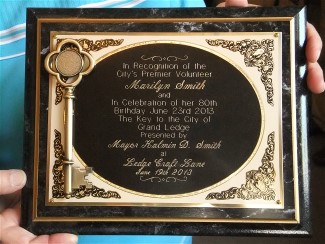 In Recognition of the
City's Premier Volunteer
Marilyn Smith
and
In Celebration of her 80th
Birthday June 23rd 2013
The Key to the City of
Grand Ledge
Presented by
Mayor Kalmin D. Smith
at
Ledge Craft Lane
June 19th 2013